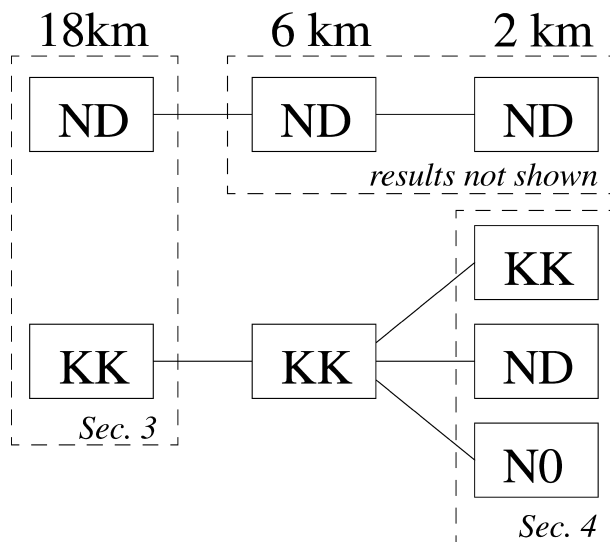 18km 6 km 2 km
ND ND ND
results not shown
KK
KK KK ND
Sec. 3
N0
Sec. 4